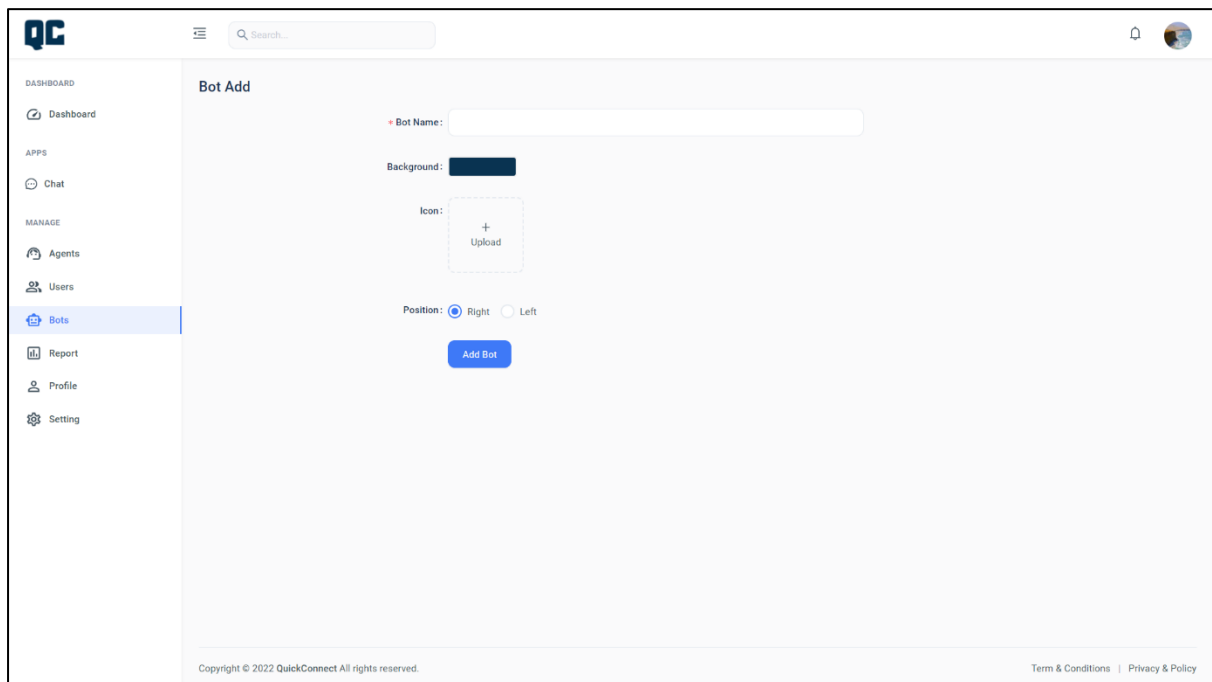 QC
Search...
DASHBOARD
Dashboard
APPS
Chat
MANAGE
Agents
Users
Bots
Report
Profile
Setting
Bot Add
* Bot Name:
Background:
Icon:
+
Upload
Position: Right Left
Add Bot
Copyright © 2022 QuickConnect All rights reserved.
Term & Conditions | Privacy & Policy